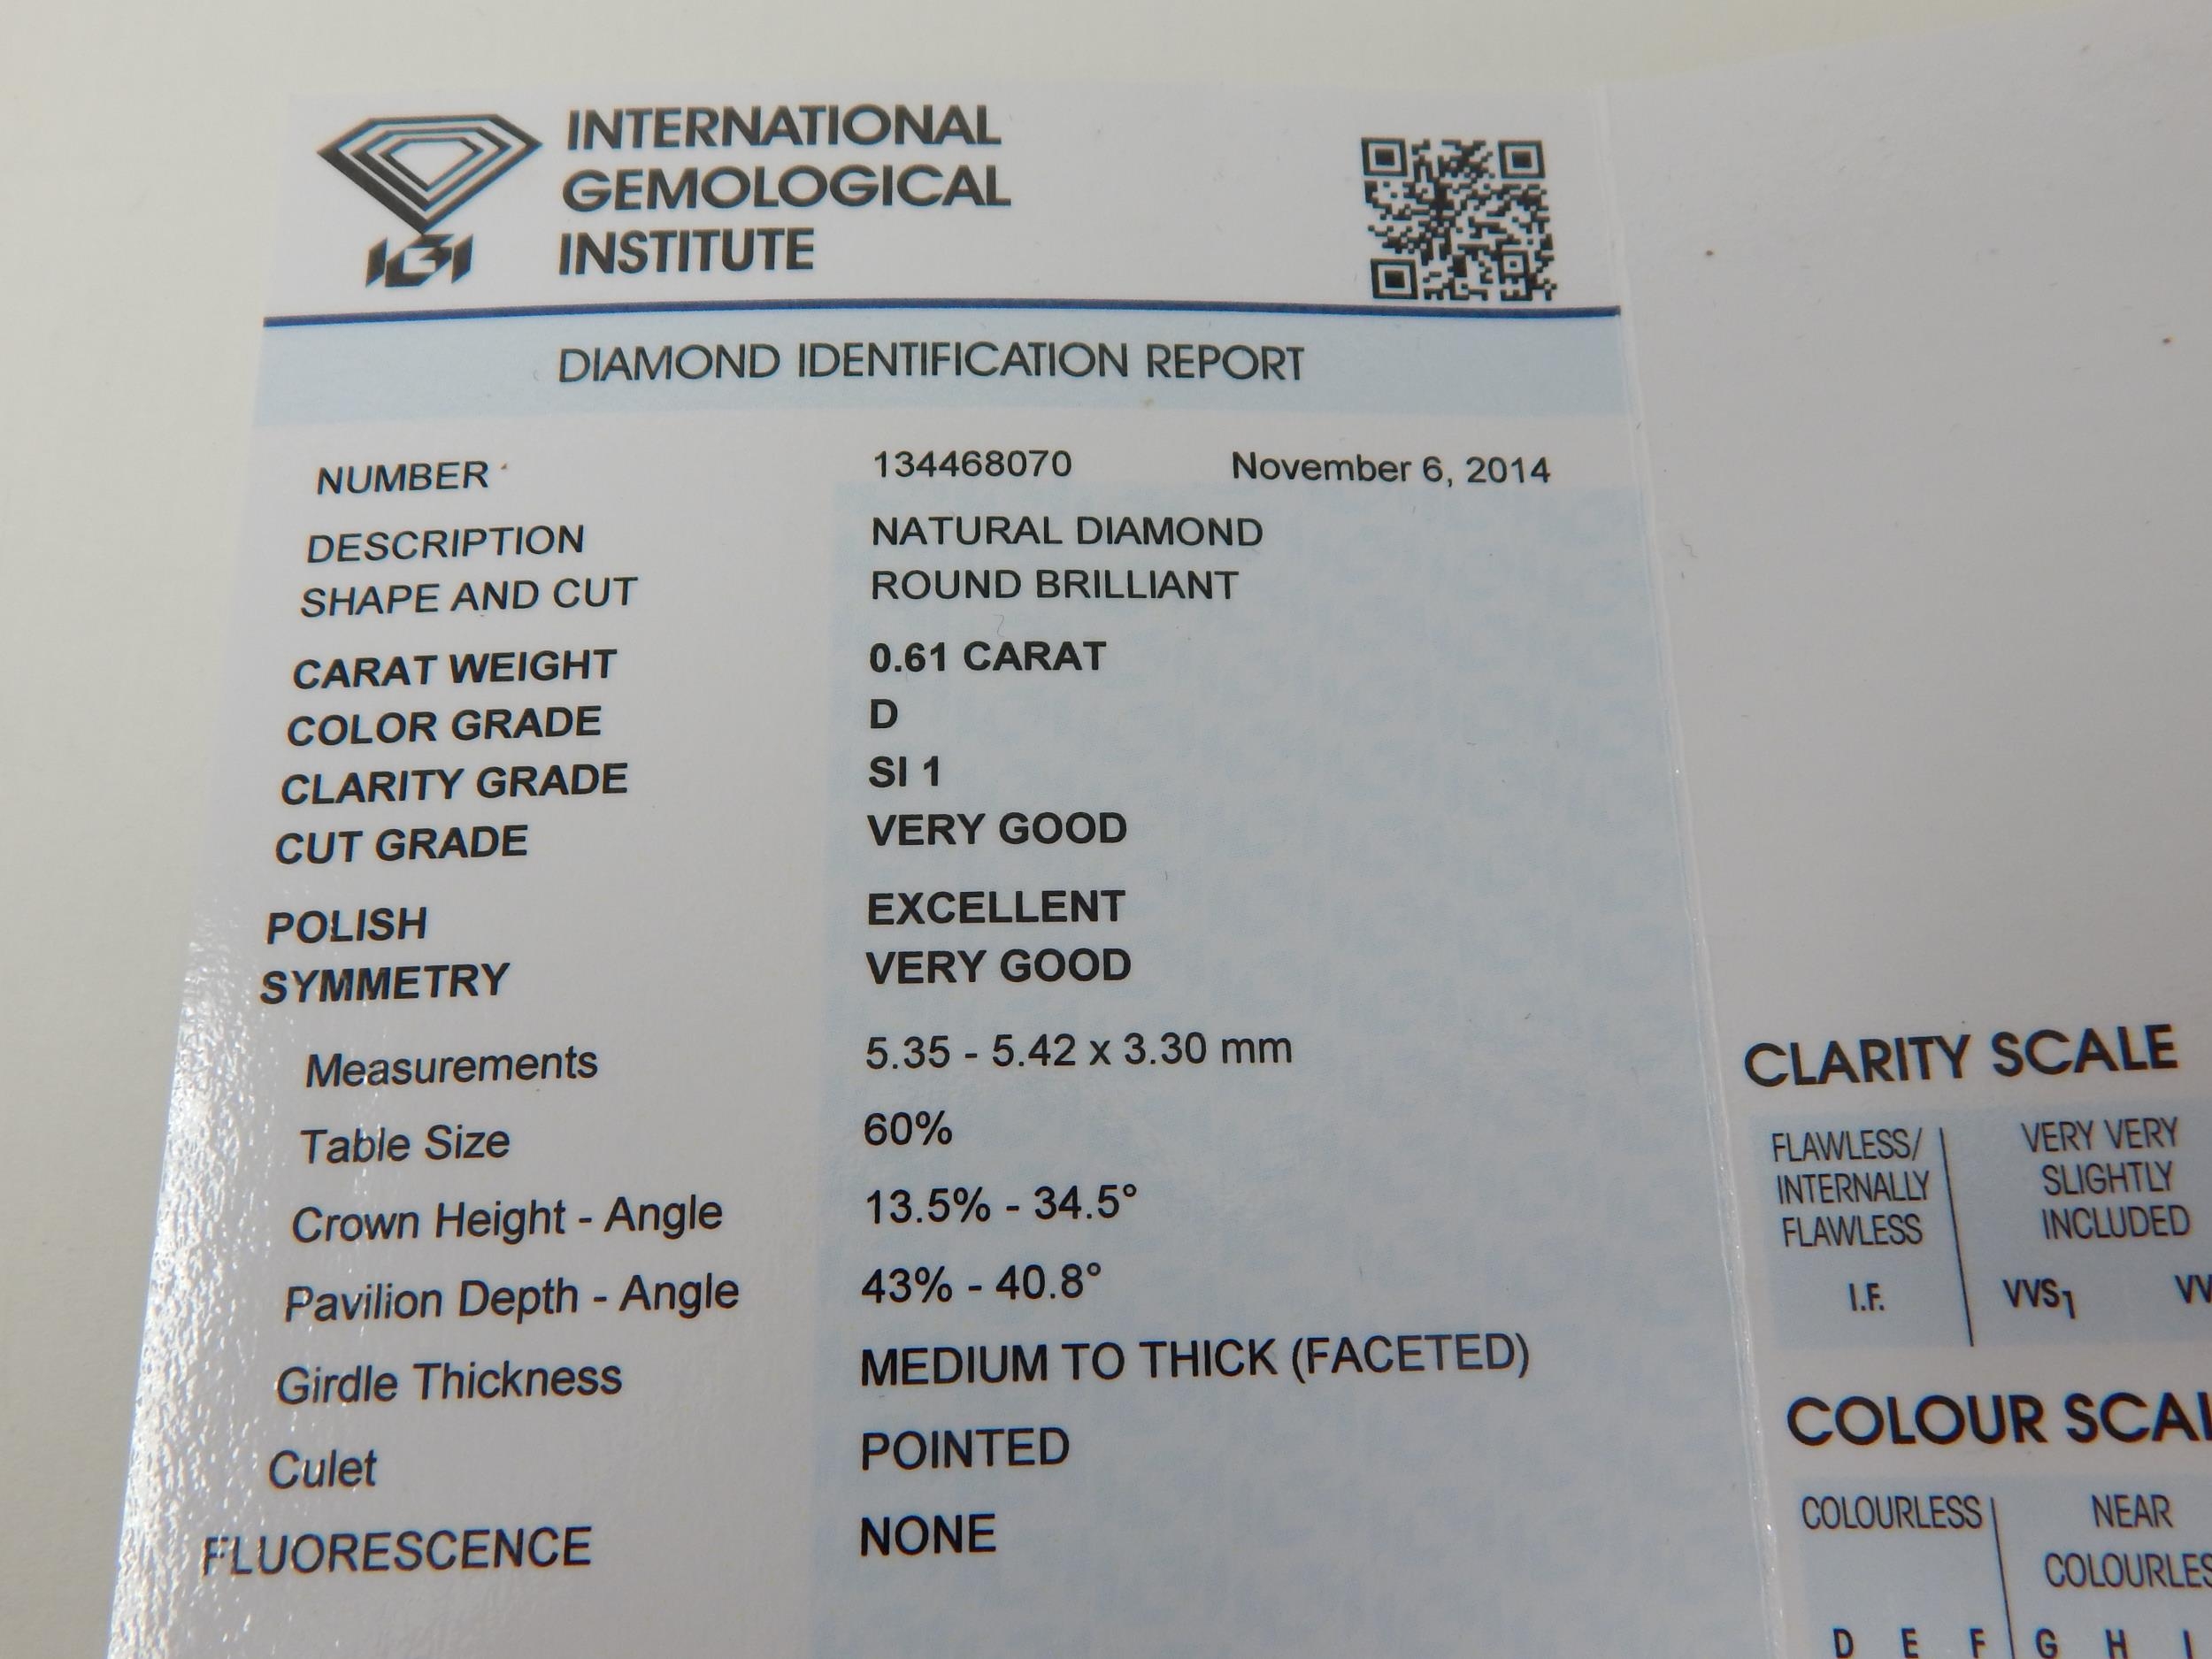 INTERNATIONAL
GEMOLOGICAL
INSTITUTE
IGI
DIAMOND IDENTIFICATION REPORT
NUMBER 134468070 November 6, 2014
DESCRIPTION NATURAL DIAMOND
SHAPE AND CUT ROUND BRILLIANT
CARAT WEIGHT 0.61 CARAT
COLOR GRADE D
CLARITY GRADE SI 1
CUT GRADE VERY GOOD
POLISH EXCELLENT
SYMMETRY VERY GOOD
Measurements 5.35 - 5.42 x 3.30 mm
Table Size 60%
Crown Height - Angle 13.5% - 34.5°
Pavilion Depth - Angle 43% - 40.8°
Girdle Thickness MEDIUM TO THICK (FACETED)
Culet POINTED
FLUORESCENCE NONE
CLARITY SCALE
FLAWLESS/ VERY VERY
INTERNALLY SLIGHTLY
FLAWLESS INCLUDED
I.F. VVS1
COLOUR
COLOURLESS NEAR
D E F G H I